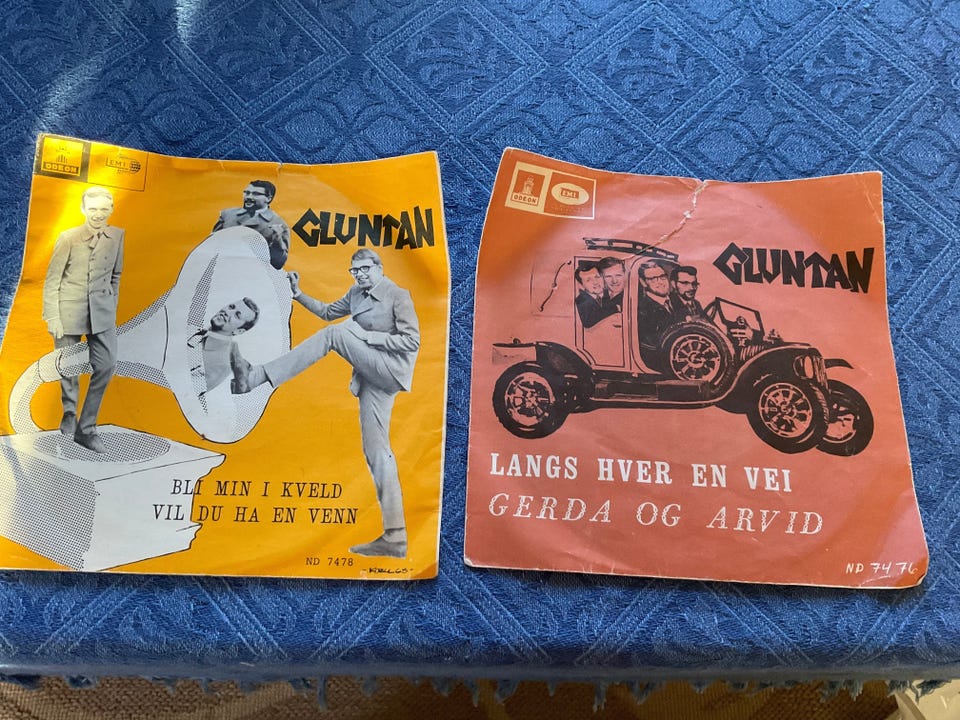 ODEON
EMI
GLUNTAN
BLI MIN I KVELD
VIL DU HA EN VENN
ND 7478
ODEON
EMI
GLUNTAN
LANGS HVER EN VEI
GERDA OG ARVID
ND 7476